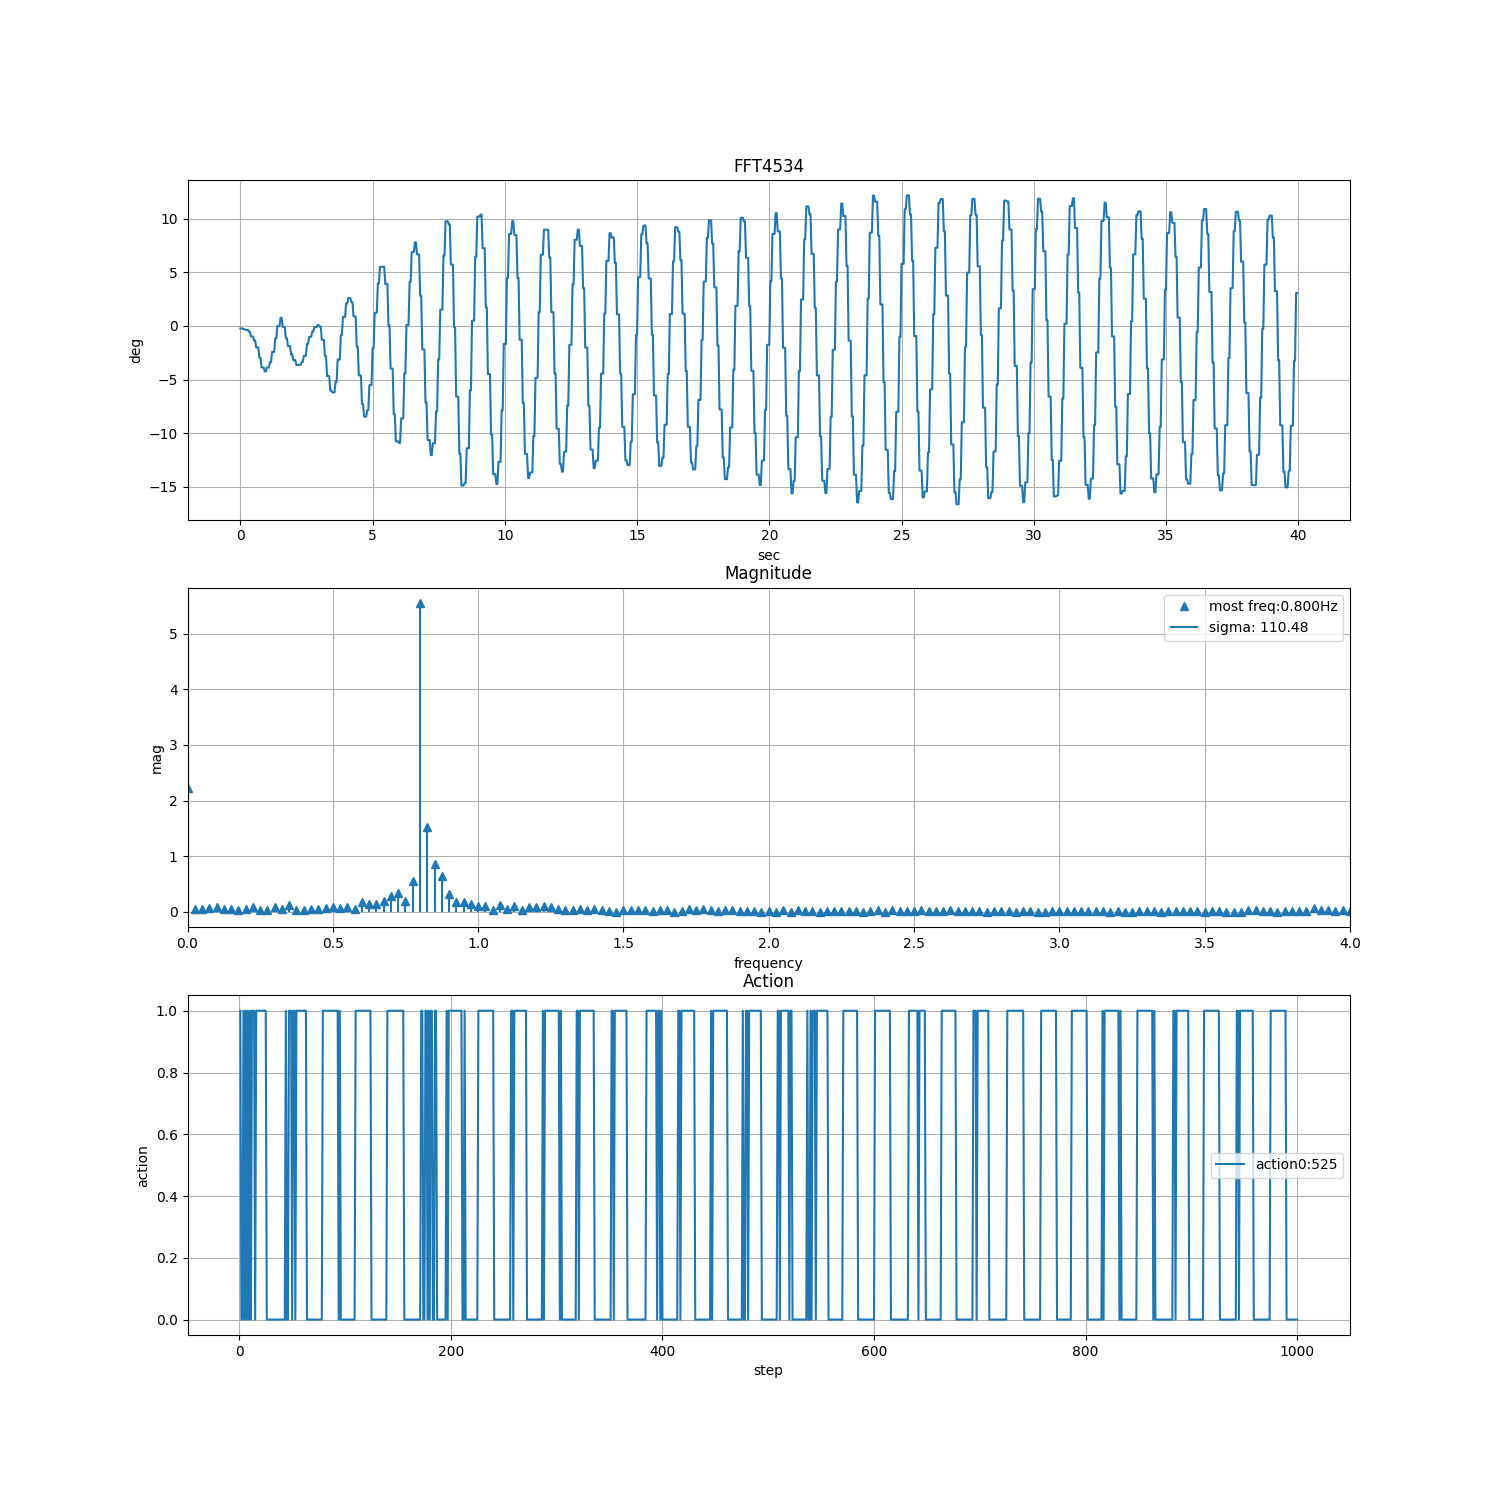 FFT4534
10
5
0
−5
−10
−15
deg
0 5 10 15 20 25 30 35 40
sec
Magnitude
most freq:0.800Hz
sigma: 110.48
5
4
3
2
1
0
mag
0.0 0.5 1.0 1.5 2.0 2.5 3.0 3.5 4.0
frequency
Action
1.0
0.8
0.6
0.4
0.2
0.0
action
action0:525
0 200 400 600 800 1000
step